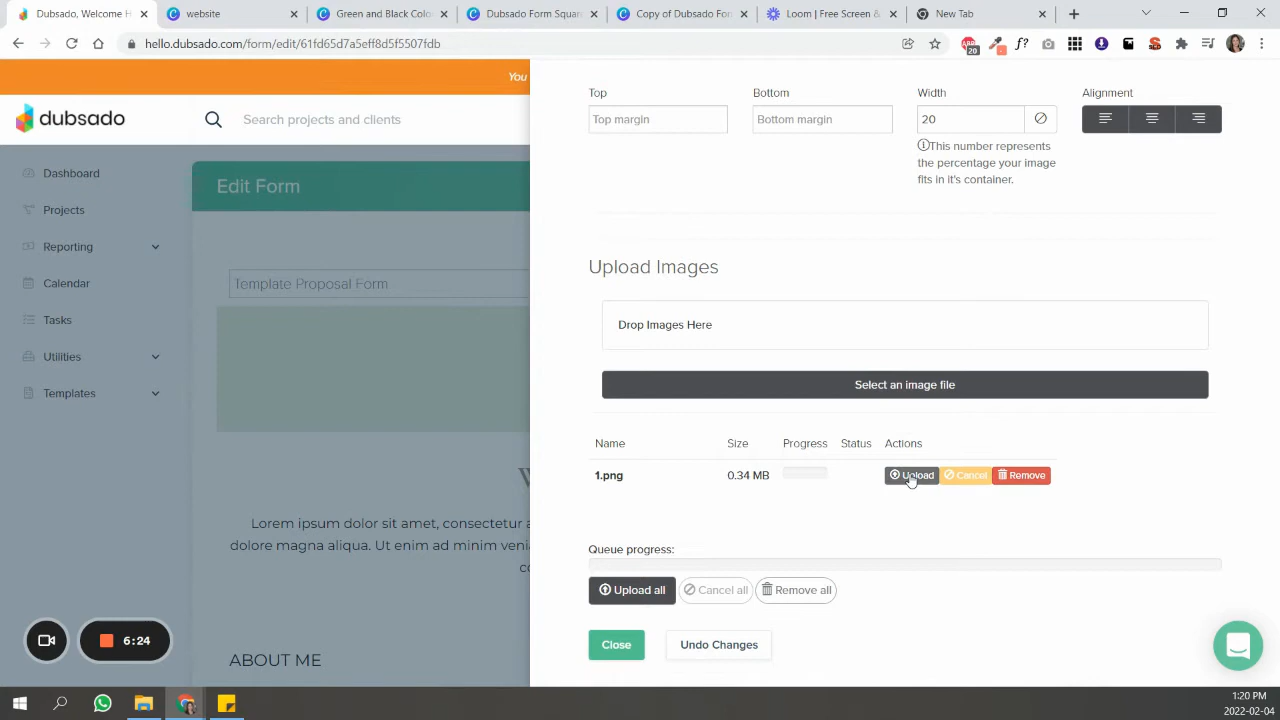 Dubsado, Welcome H
website
Green and Black Colo
Dubsado Form Squar
Copy of Dubsado For
Loom | Free Screen &
New Tab
hello.dubsado.com/form/edit/61fd65d7a5eff8d5f5507fdb
20
f?
You
dubsado
Search projects and clients
Dashboard
Projects
Reporting
Calendar
Tasks
Utilities
Templates
Edit Form
Template Proposal Form
Lorem ipsum dolor sit amet, consectetur a
dolore magna aliqua. Ut enim ad minim veni
co
ABOUT ME
6:24
Top
Bottom
Width
Alignment
Top margin
Bottom margin
20
This number represents
the percentage your image
fits in it's container.
Upload Images
Drop Images Here
Select an image file
Name Size Progress Status Actions
1.png 0.34 MB Upload Cancel Remove
Queue progress:
Upload all Cancel all Remove all
Close Undo Changes
1:20 PM
2022-02-04